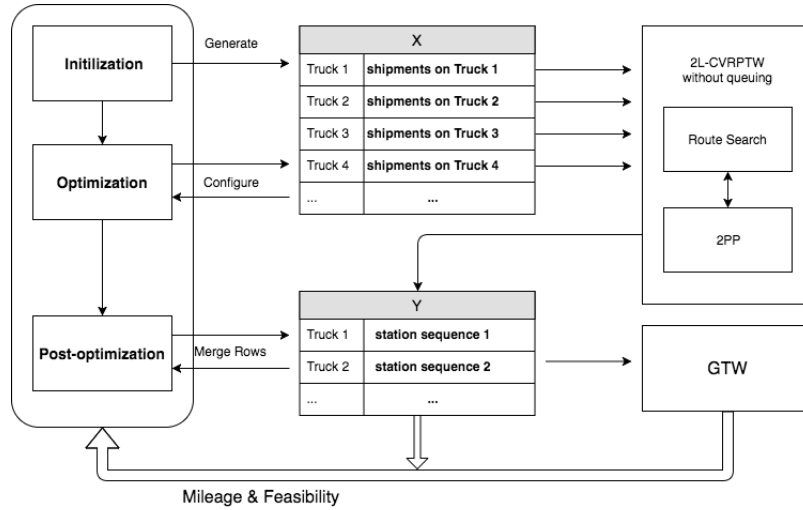 Initilization
Generate
X
Truck 1 shipments on Truck 1
Truck 2 shipments on Truck 2
Truck 3 shipments on Truck 3
Truck 4 shipments on Truck 4
... ...
2L-CVRPTW
without queuing
Route Search
2PP
Optimization
Configure
Y
Truck 1 station sequence 1
Truck 2 station sequence 2
... ...
Post-optimization
Merge Rows
GTW
Mileage & Feasibility